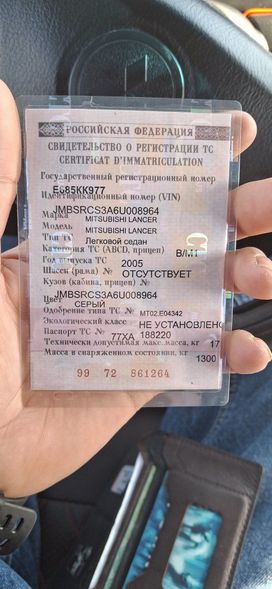 РОССИЙСКАЯ ФЕДЕРАЦИЯ
СВИДЕТЕЛЬСТВО О РЕГИСТРАЦИИ ТС
CERTIFICAT D'IMMATRICULATION
Государственный регистрационный номер
Е585КК977
Идентификационный номер (VIN)
JMBSRCS3A6U008964
Марка MITSUBISHI LANCER
Модель MITSUBISHI LANCER
Тип ТС Легковой седан
Категория ТС (ABCD, прицеп) B/M1
Год выпуска ТС 2005
Шасси (рама) № ОТСУТСТВУЕТ
Кузов (кабина, прицеп) №
JMBSRCS3A6U008964
Цвет СЕРЫЙ
Одобрение типа ТС № МТ02.Е04342
Экологический класс НЕ УСТАНОВЛЕНО
Паспорт ТС № 77ХА 188220
Технически допустимая макс. масса, кг 17
Масса в снаряженном состоянии, кг 1300
99 72 861264